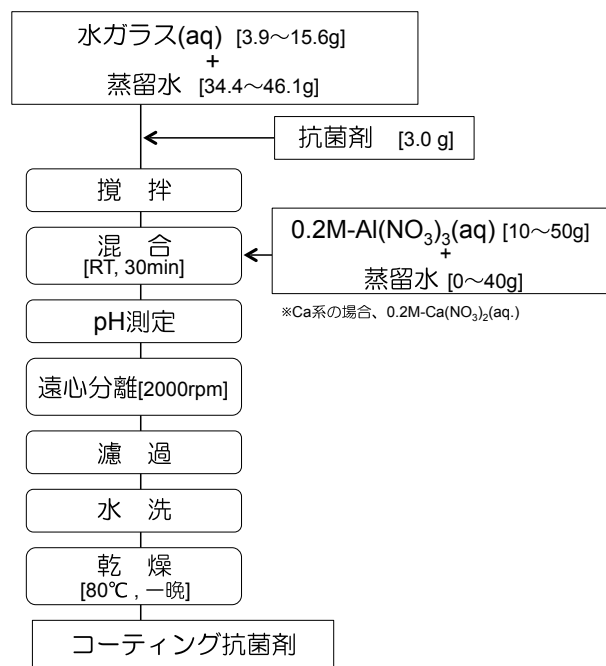 水ガラス(aq) [3.9～15.6g]
+
蒸留水 [34.4～46.1g]
抗菌剤 [3.0 g]
攪 拌
混 合
[RT, 30min]
0.2M-Al(NO₃)₃(aq) [10～50g]
+
蒸留水 [0～40g]
※Ca系の場合、0.2M-Ca(NO₃)₂(aq.)
pH測定
遠心分離[2000rpm]
濾 過
水 洗
乾 燥
[80℃ , 一晩]
コーティング抗菌剤